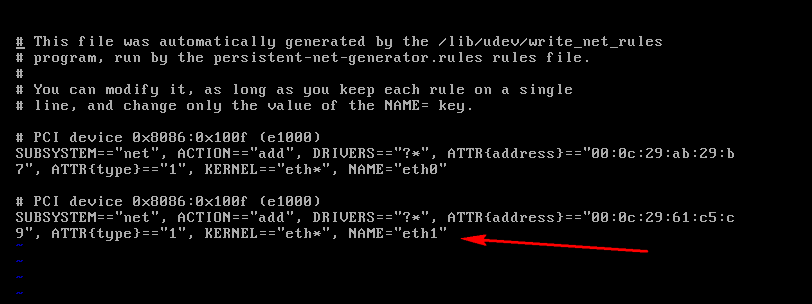 # This file was automatically generated by the /lib/udev/write_net_rules
# program, run by the persistent-net-generator.rules rules file.
#
# You can modify it, as long as you keep each rule on a single
# line, and change only the value of the NAME= key.
# PCI device 0x8086:0x100f (e1000)
SUBSYSTEM=="net", ACTION=="add", DRIVERS=="?*", ATTR{address}=="00:0c:29:ab:29:b
7", ATTR{type}=="1", KERNEL=="eth*", NAME="eth0"
# PCI device 0x8086:0x100f (e1000)
SUBSYSTEM=="net", ACTION=="add", DRIVERS=="?*", ATTR{address}=="00:0c:29:61:c5:c
9", ATTR{type}=="1", KERNEL=="eth*", NAME="eth1"
~
~
~
~